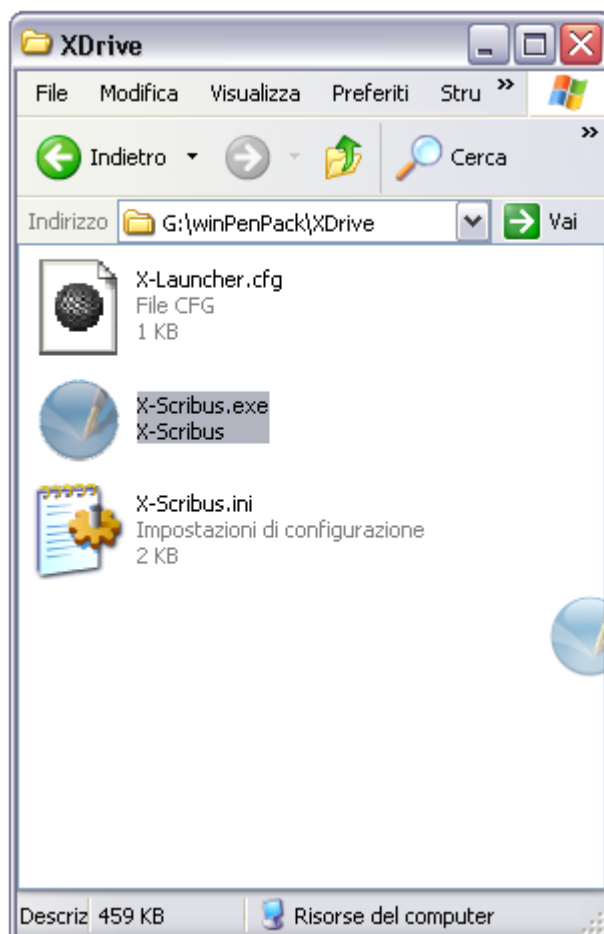 XDrive
File Modifica Visualizza Preferiti Stru »
Indietro Cerca »
Indirizzo G:\winPenPack\XDrive Vai
X-Launcher.cfg
File CFG
1 KB
X-Scribus.exe
X-Scribus
X-Scribus.ini
Impostazioni di configurazione
2 KB
Descriz 459 KB Risorse del computer